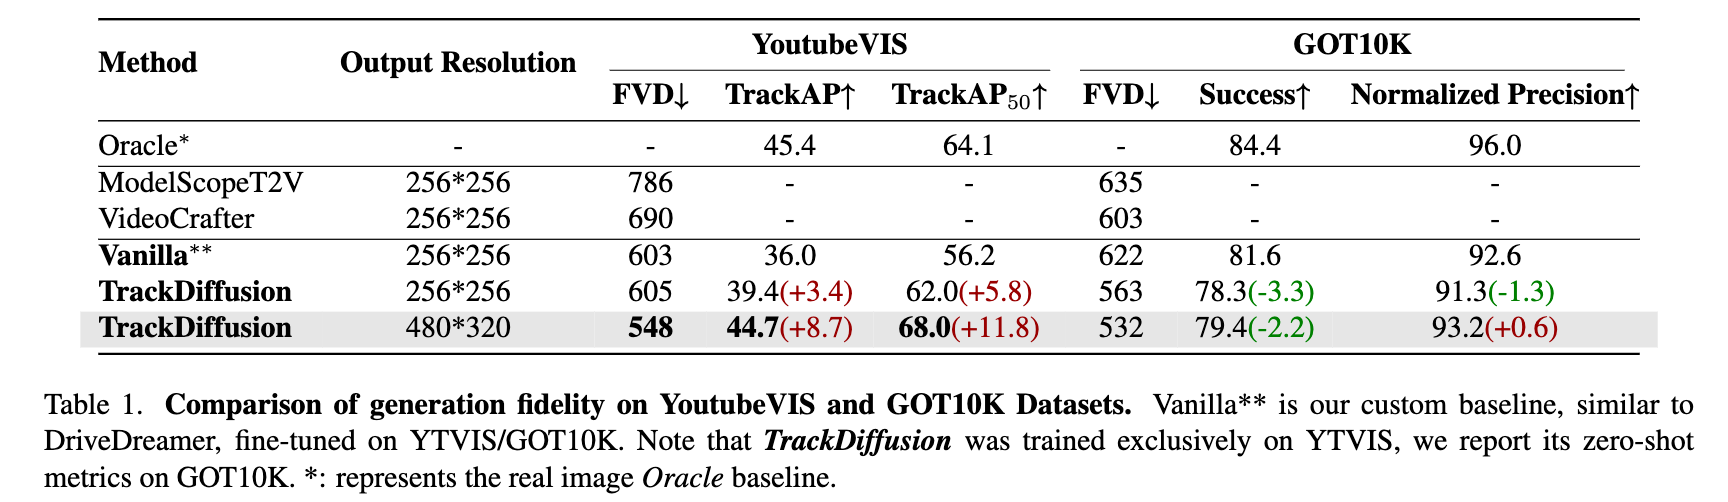 Method Output Resolution YoutubeVIS GOT10K
FVD↓ TrackAP↑ TrackAP₅₀↑ FVD↓ Success↑ Normalized Precision↑
Oracle* - - 45.4 64.1 - 84.4 96.0
ModelScopeT2V 256*256 786 - - 635 - -
VideoCrafter 256*256 690 - - 603 - -
Vanilla** 256*256 603 36.0 56.2 622 81.6 92.6
TrackDiffusion 256*256 605 39.4(+3.4) 62.0(+5.8) 563 78.3(-3.3) 91.3(-1.3)
TrackDiffusion 480*320 548 44.7(+8.7) 68.0(+11.8) 532 79.4(-2.2) 93.2(+0.6)
Table 1. Comparison of generation fidelity on YoutubeVIS and GOT10K Datasets. Vanilla** is our custom baseline, similar to
DriveDreamer, fine-tuned on YTVIS/GOT10K. Note that TrackDiffusion was trained exclusively on YTVIS, we report its zero-shot
metrics on GOT10K. *: represents the real image Oracle baseline.